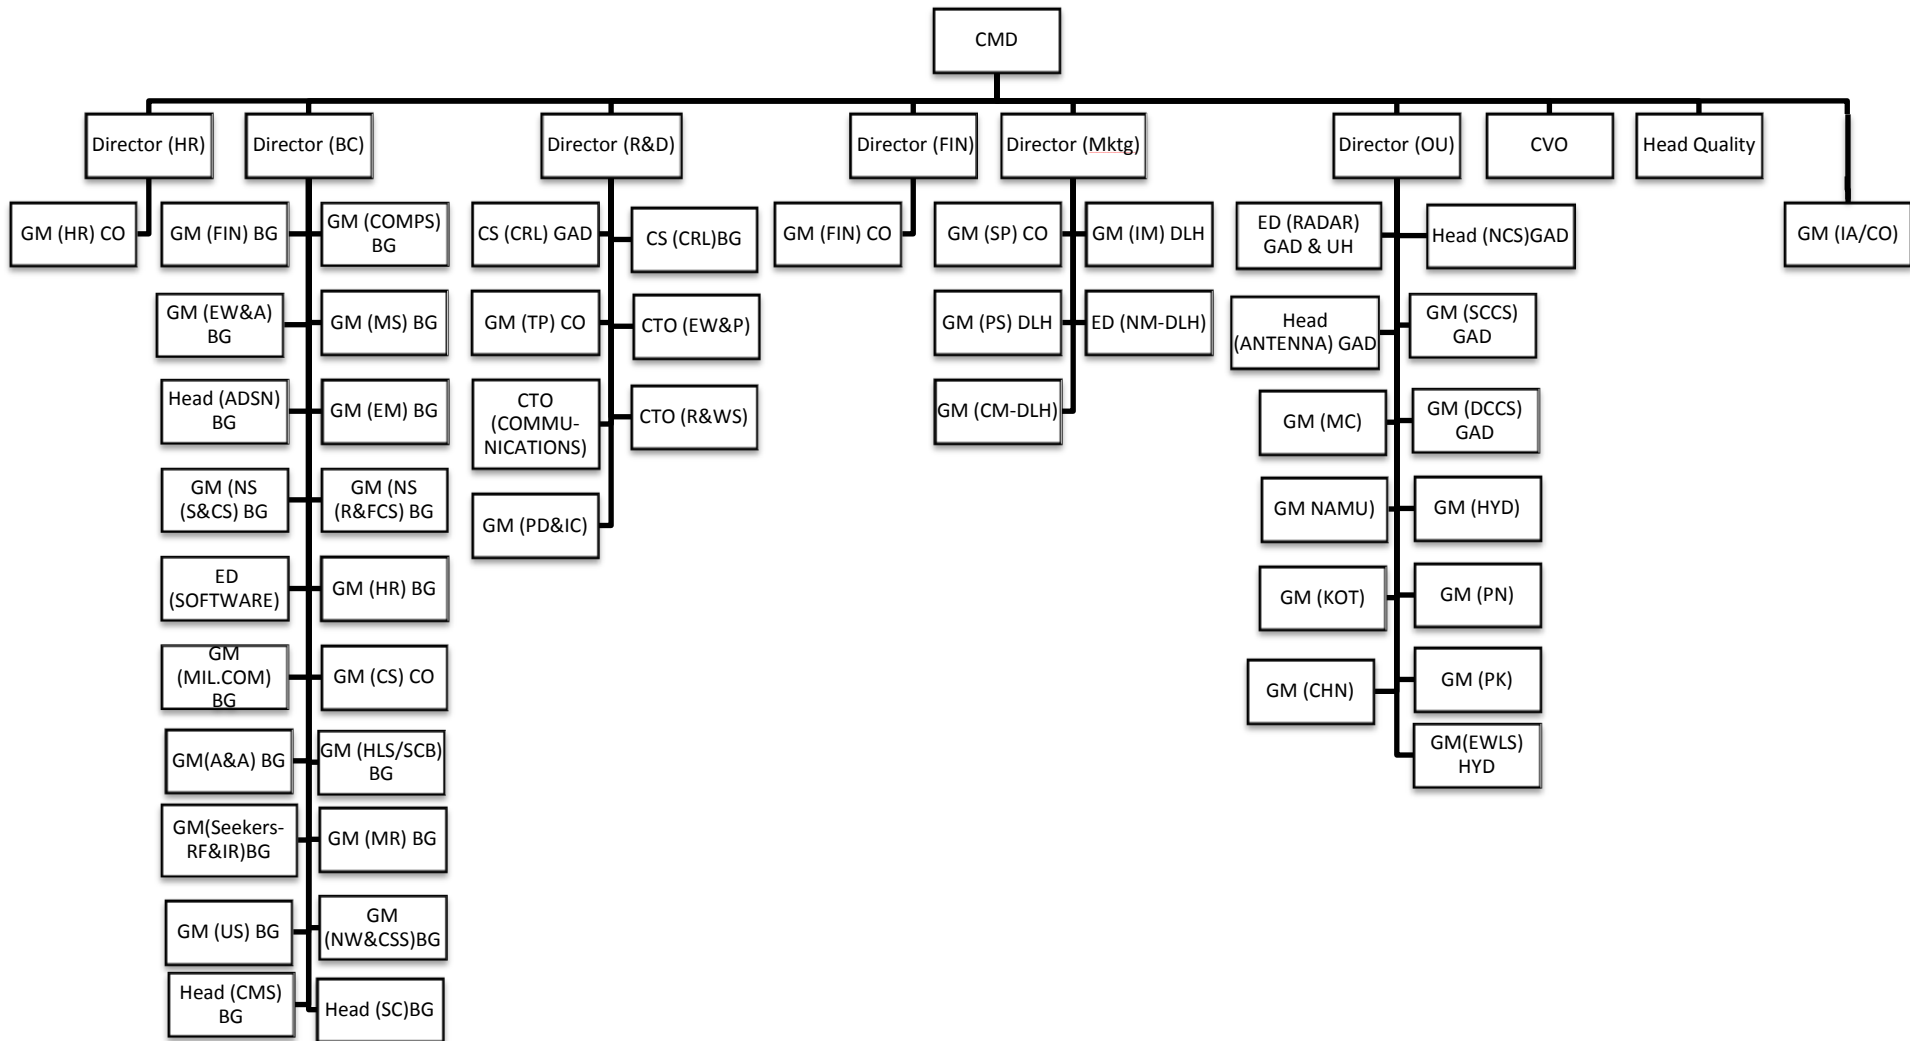 CMD
Director (HR)
Director (BC)
Director (R&D)
Director (FIN)
Director (Mktg)
Director (OU)
CVO
Head Quality
GM (HR) CO
GM (FIN) BG
GM (COMPS)
BG
GM (EW&A)
BG
GM (MS) BG
Head (ADSN)
BG
GM (EM) BG
GM (NS
(S&CS) BG
GM (NS
(R&FCS) BG
ED
(SOFTWARE)
GM (HR) BG
GM
(MIL.COM)
BG
GM (CS) CO
GM(A&A) BG
GM (HLS/SCB)
BG
GM(Seekers-
RF&IR)BG
GM (MR) BG
GM (US) BG
GM
(NW&CSS)BG
Head (CMS)
BG
Head (SC)BG
CS (CRL) GAD
CS (CRL)BG
GM (TP) CO
CTO (EW&P)
CTO
(COMMU-
NICATIONS)
CTO (R&WS)
GM (PD&IC)
GM (FIN) CO
GM (SP) CO
GM (IM) DLH
GM (PS) DLH
ED (NM-DLH)
GM (CM-DLH)
ED (RADAR)
GAD & UH
Head (NCS)GAD
Head
(ANTENNA) GAD
GM (SCCS)
GAD
GM (MC)
GM (DCCS)
GAD
GM NAMU)
GM (HYD)
GM (KOT)
GM (PN)
GM (CHN)
GM (PK)
GM(EWLS)
HYD
GM (IA/CO)